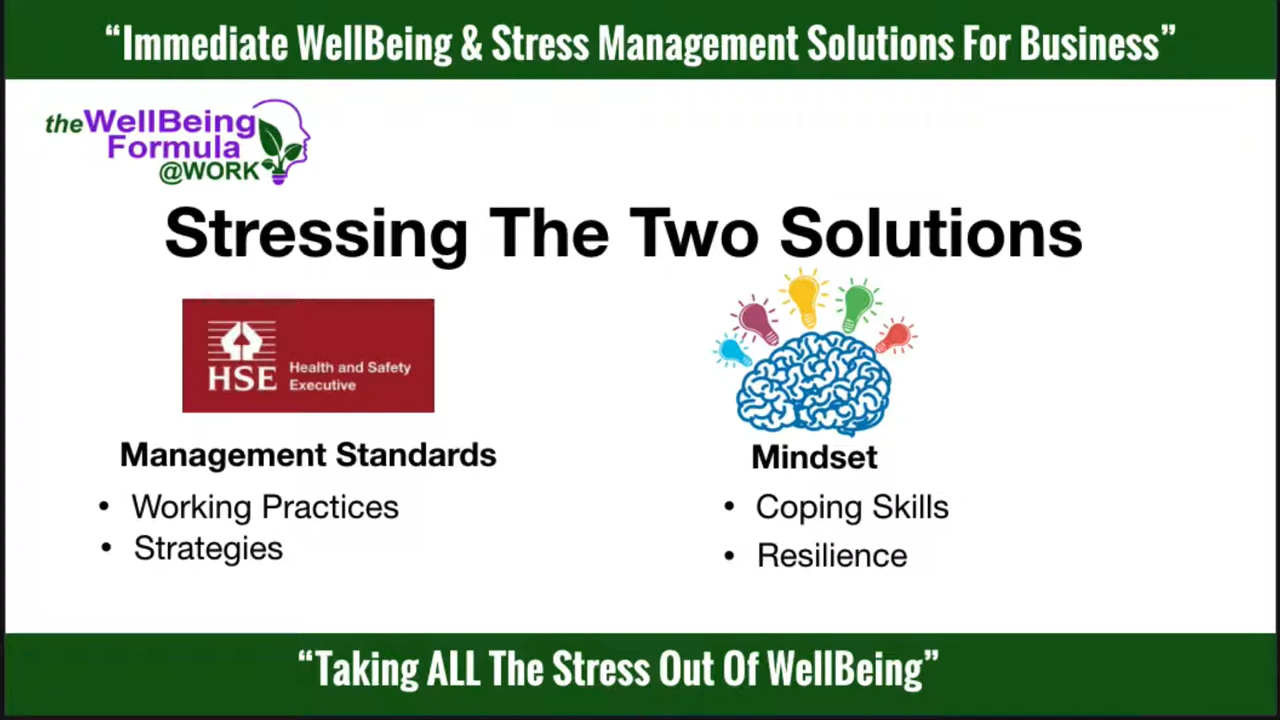 “Immediate WellBeing & Stress Management Solutions For Business”
theWellBeing
Formula
@WORK
Stressing The Two Solutions
HSE Health and Safety
Executive
Management Standards
• Working Practices
• Strategies
Mindset
• Coping Skills
• Resilience
“Taking ALL The Stress Out Of WellBeing”